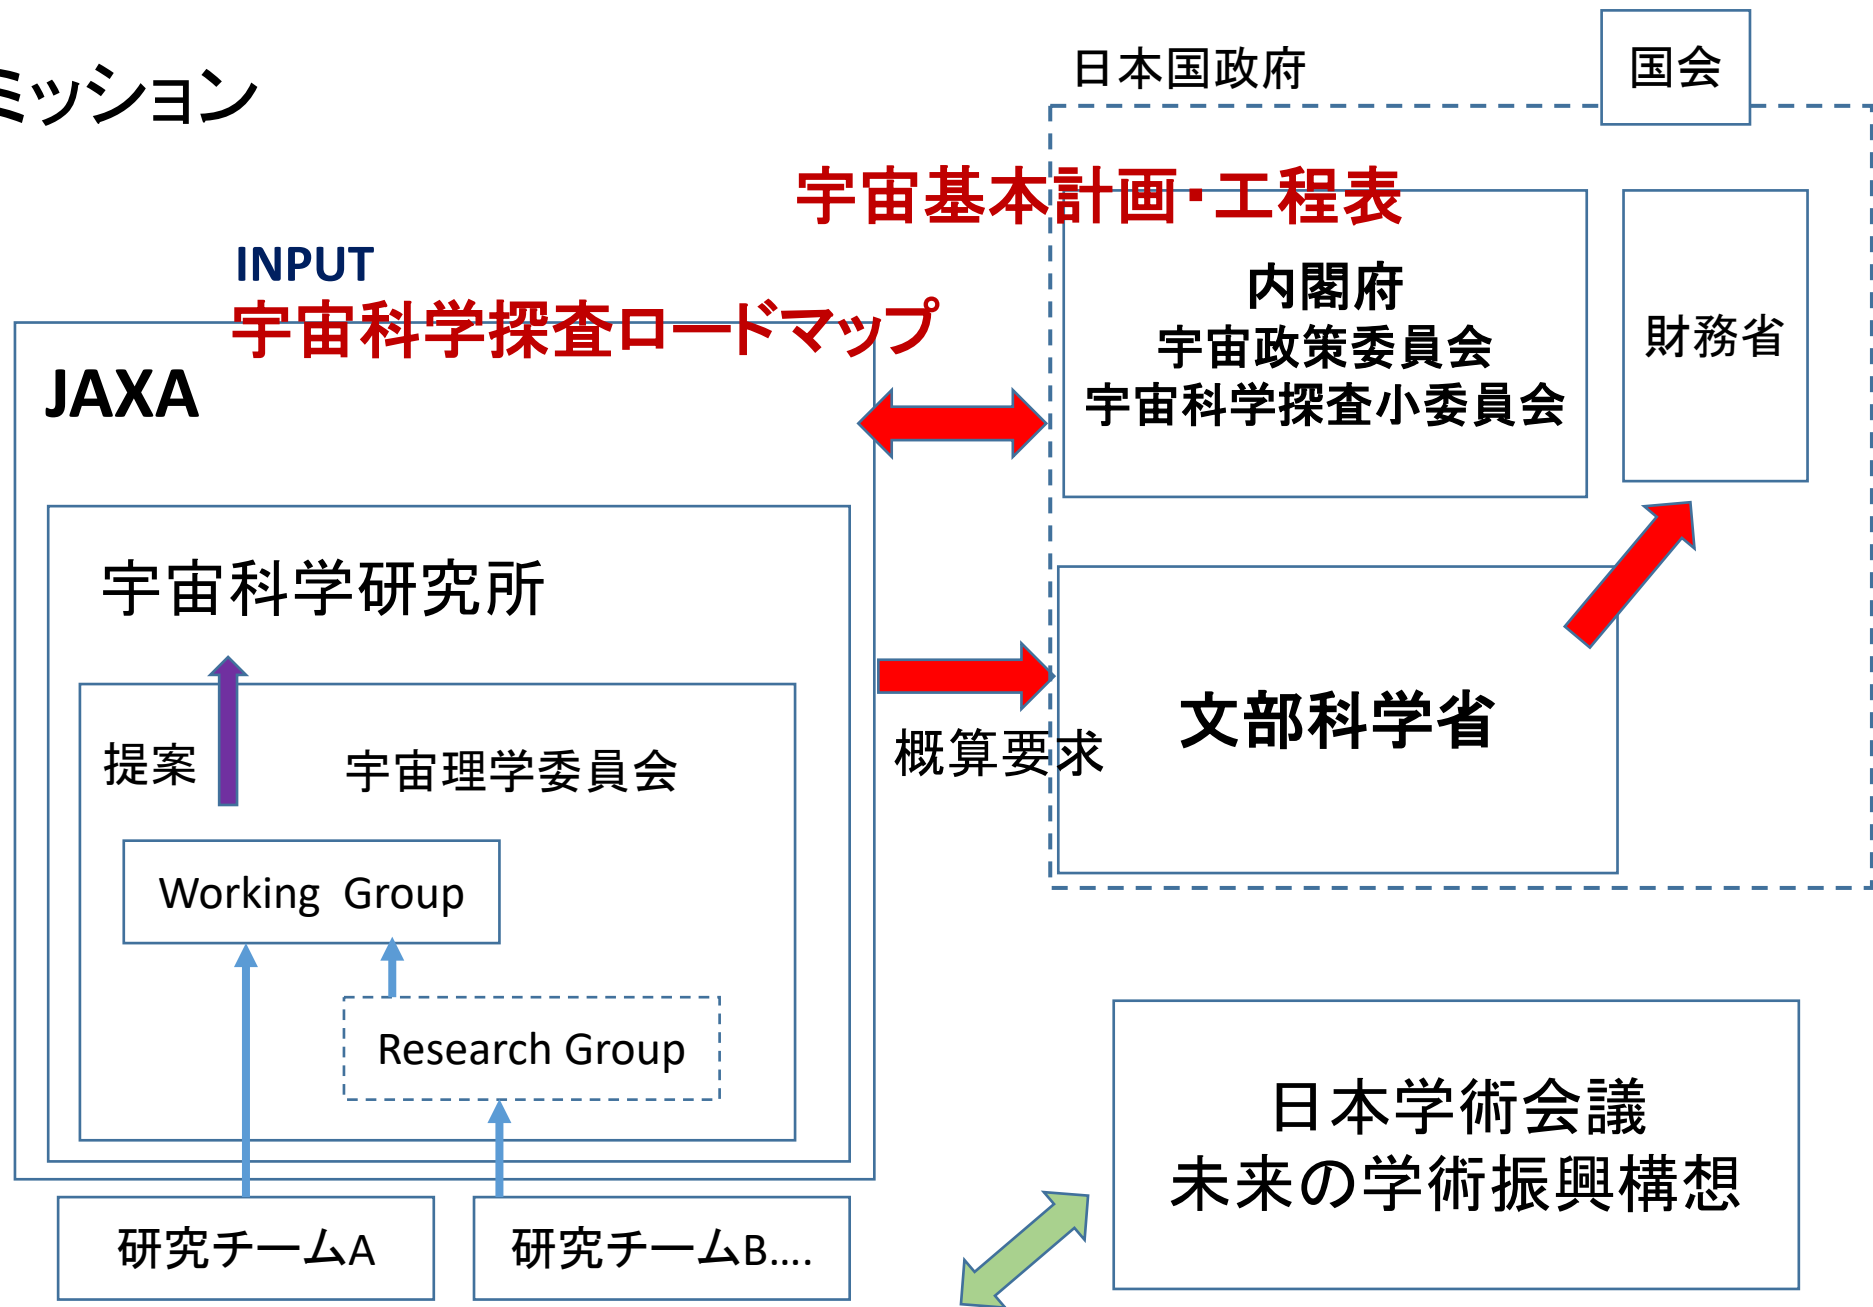 ミッション
日本国政府
国会
宇宙基本計画・工程表
INPUT
宇宙科学探査ロードマップ
JAXA
内閣府
宇宙政策委員会
宇宙科学探査小委員会
財務省
宇宙科学研究所
提案
宇宙理学委員会
概算要求
文部科学省
Working Group
Research Group
研究チームA
研究チームB....
日本学術会議
未来の学術振興構想